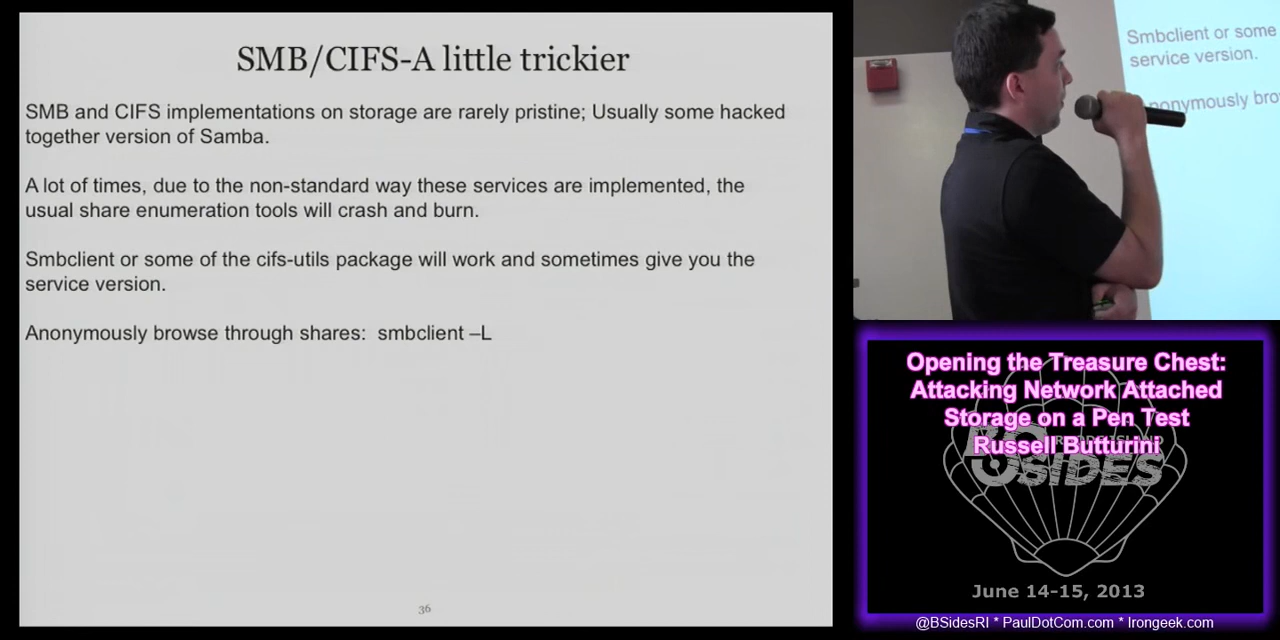 SMB/CIFS-A little trickier
SMB and CIFS implementations on storage are rarely pristine; Usually some hacked
together version of Samba.
A lot of times, due to the non-standard way these services are implemented, the
usual share enumeration tools will crash and burn.
Smbclient or some of the cifs-utils package will work and sometimes give you the
service version.
Anonymously browse through shares:  smbclient –L
36
Smbclient or some
service version.
nonymously bro
Opening the Treasure Chest:
Attacking Network Attached
Storage on a Pen Test
Russell Butturini
BSIDES
June 14-15, 2013
@BSidesRI * PaulDotCom.com * Irongeek.com